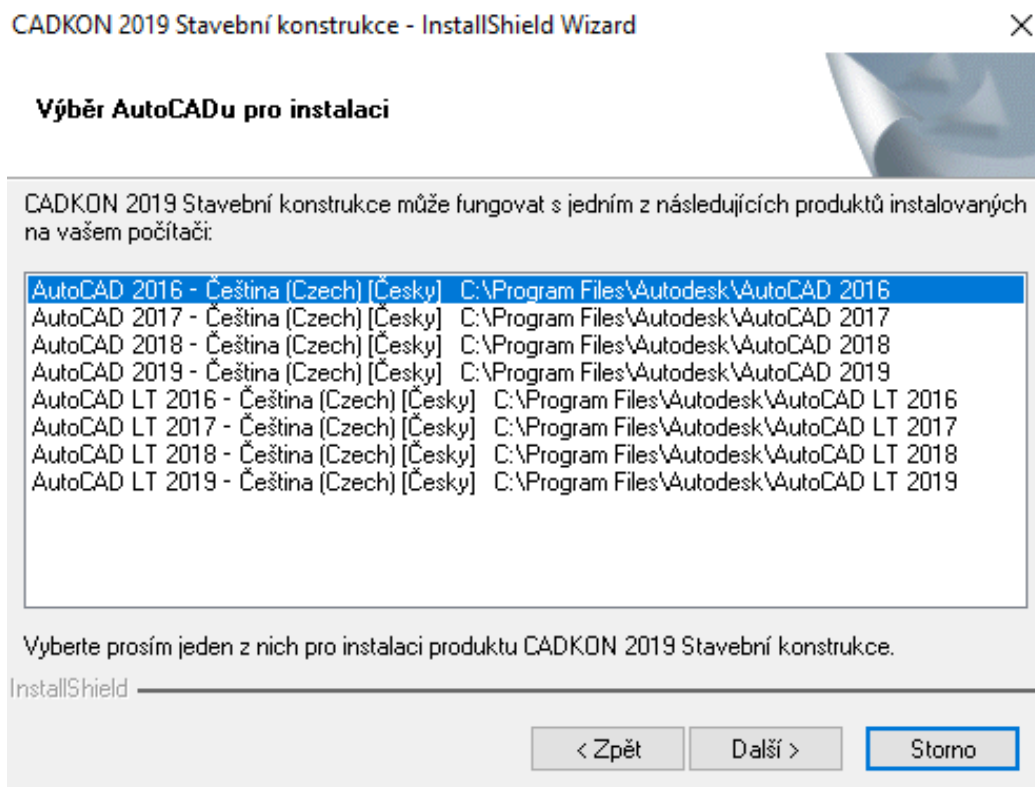 CADKON 2019 Stavební konstrukce - InstallShield Wizard
Výběr AutoCADu pro instalaci
CADKON 2019 Stavební konstrukce může fungovat s jedním z následujících produktů instalovaných
na vašem počítači:
AutoCAD 2016 - Čeština (Czech) [Česky] C:\Program Files\Autodesk\AutoCAD 2016
AutoCAD 2017 - Čeština (Czech) [Česky] C:\Program Files\Autodesk\AutoCAD 2017
AutoCAD 2018 - Čeština (Czech) [Česky] C:\Program Files\Autodesk\AutoCAD 2018
AutoCAD 2019 - Čeština (Czech) [Česky] C:\Program Files\Autodesk\AutoCAD 2019
AutoCAD LT 2016 - Čeština (Czech) [Česky] C:\Program Files\Autodesk\AutoCAD LT 2016
AutoCAD LT 2017 - Čeština (Czech) [Česky] C:\Program Files\Autodesk\AutoCAD LT 2017
AutoCAD LT 2018 - Čeština (Czech) [Česky] C:\Program Files\Autodesk\AutoCAD LT 2018
AutoCAD LT 2019 - Čeština (Czech) [Česky] C:\Program Files\Autodesk\AutoCAD LT 2019
Vyberte prosím jeden z nich pro instalaci produktu CADKON 2019 Stavební konstrukce.
InstallShield
< Zpět Další > Storno